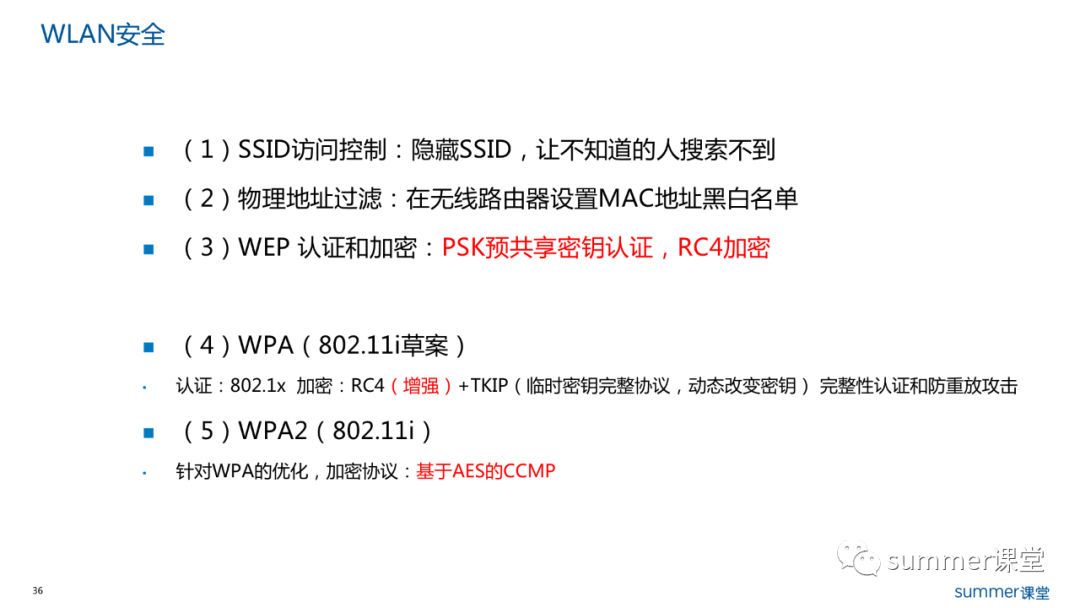 WLAN安全
（1）SSID访问控制：隐藏SSID，让不知道的人搜索不到
（2）物理地址过滤：在无线路由器设置MAC地址黑白名单
（3）WEP 认证和加密：PSK预共享密钥认证，RC4加密
（4）WPA（802.11i草案）
认证：802.1x 加密：RC4（增强）+TKIP（临时密钥完整协议，动态改变密钥） 完整性认证和防重放攻击
（5）WPA2（802.11i）
针对WPA的优化，加密协议：基于AES的CCMP
summer课堂
36
summer课堂